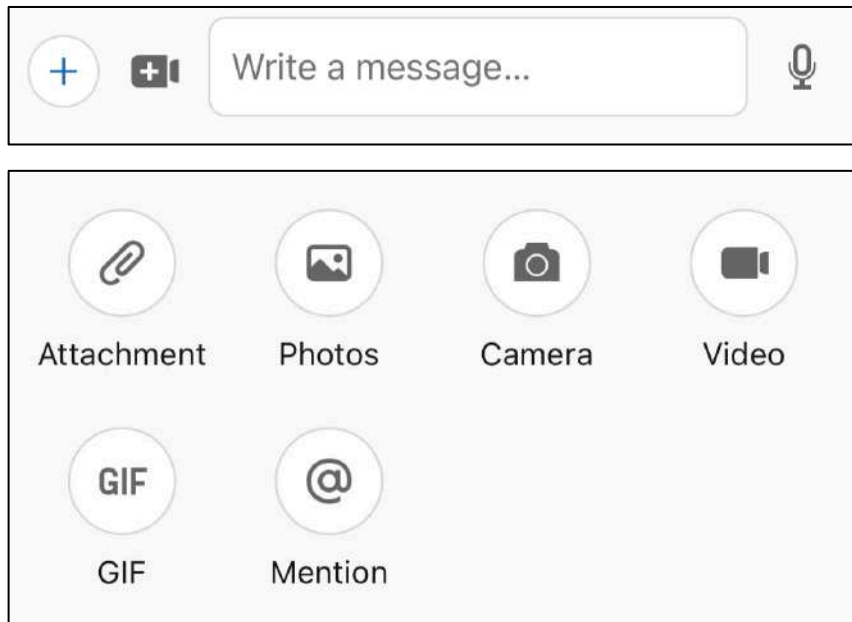 Write a message...
Attachment Photos Camera Video
GIF
GIF Mention